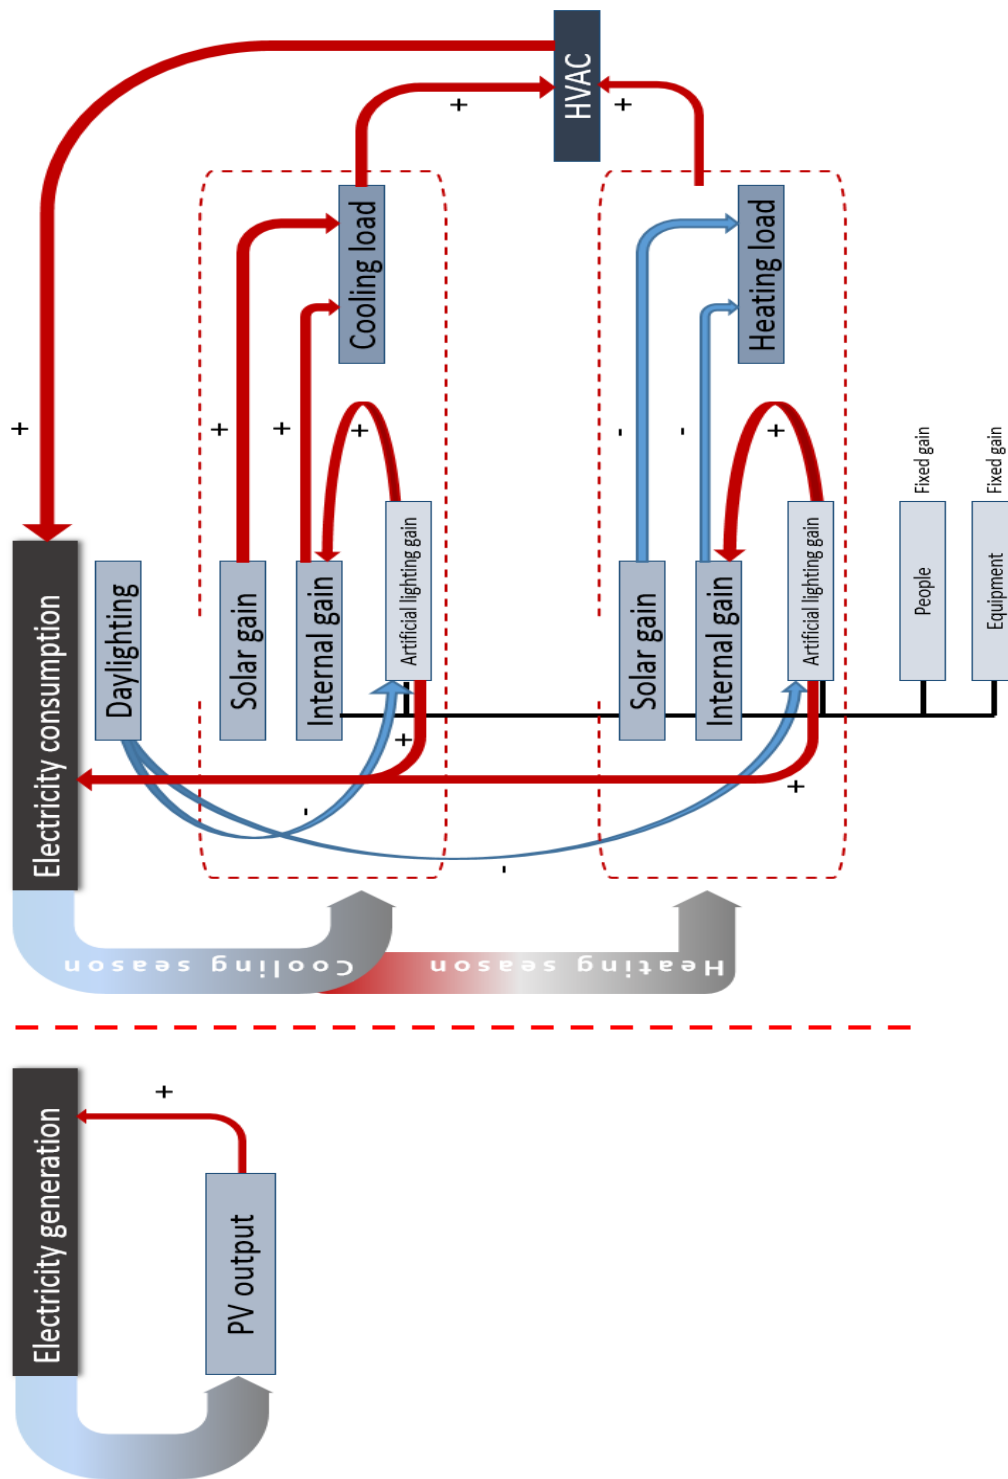 Electricity generation
PV output
+
Electricity consumption
Cooling season
Heating season
Daylighting
Solar gain
Internal gain
Artificial lighting gain
Cooling load
+
+
+
+
+
-
-
+
HVAC
+
+
Solar gain
Internal gain
Artificial lighting gain
Heating load
-
-
+
People
Fixed gain
Equipment
Fixed gain